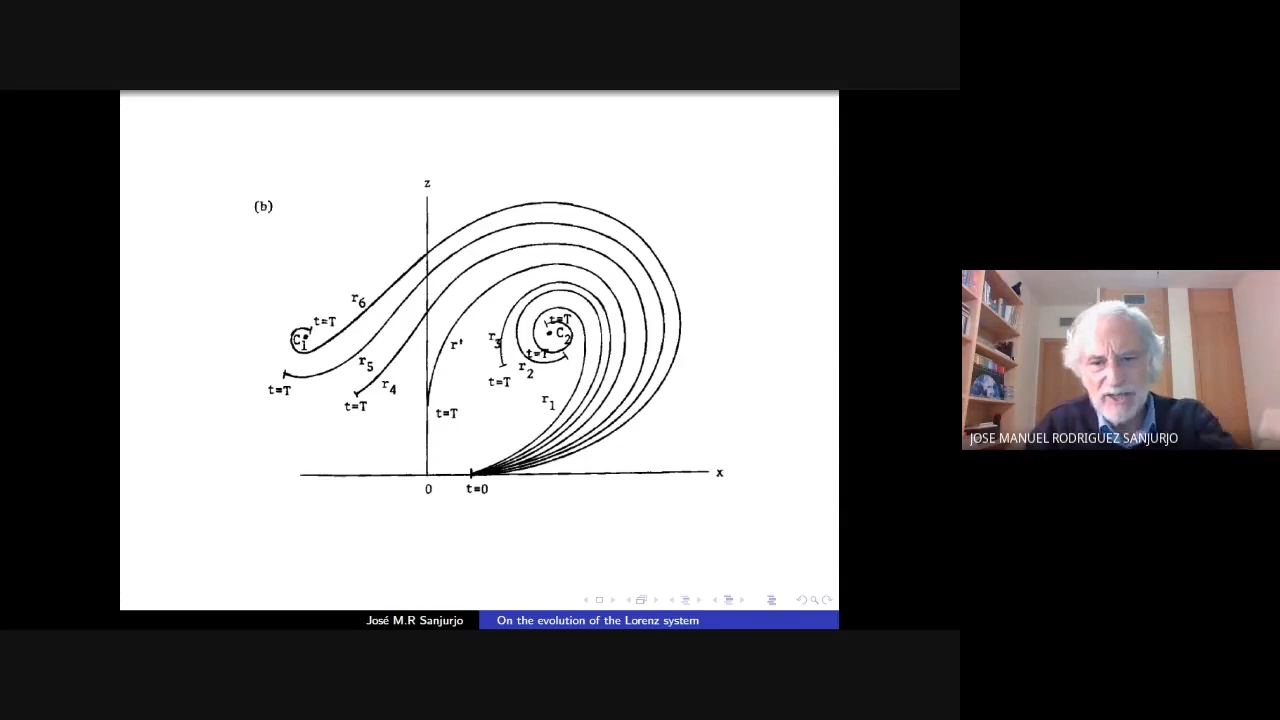 z
(b)
r6
t=T
t=T
C1
C2
r3
r'
t=T
r5
r2
t=T
t=T
r4
r1
t=T
t=T
x
0
t=0
JOSE MANUEL RODRIGUEZ SANJURJO
José M.R Sanjurjo
On the evolution of the Lorenz system